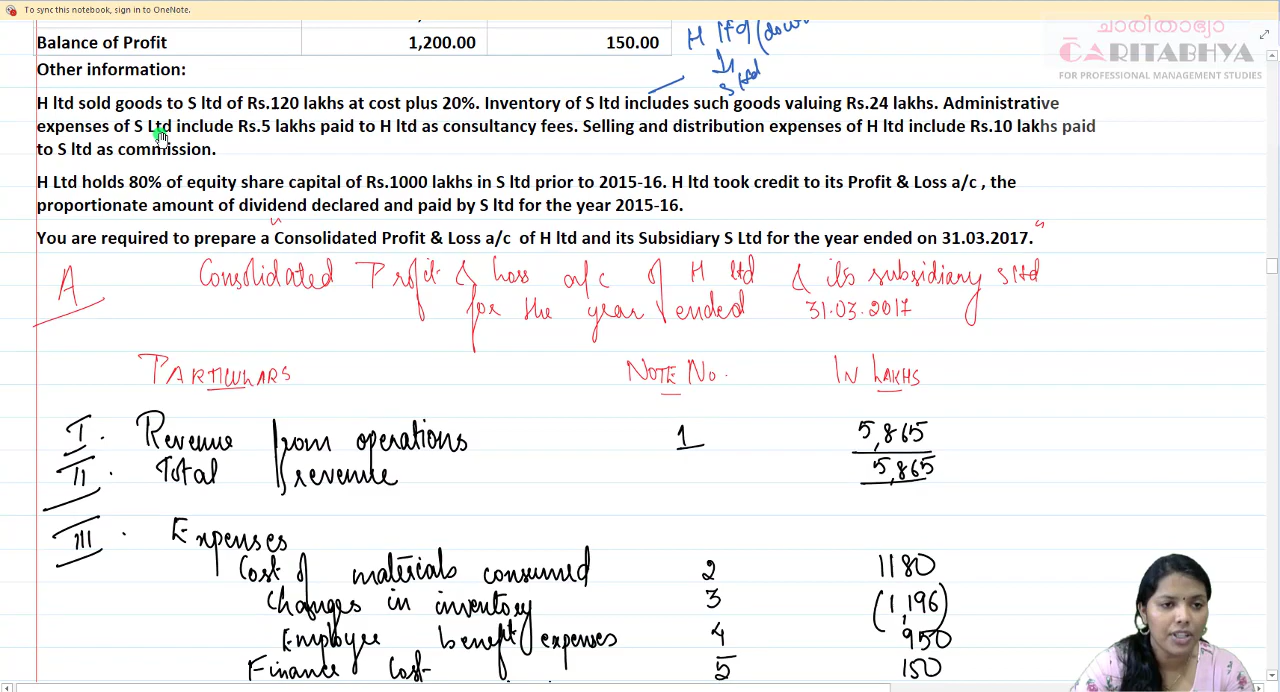 To sync this notebook, sign in to OneNote.
Balance of Profit 1,200.00 150.00
H ltd
S ltd
ചാരിതാഭ്യാ
CARITABHYA
FOR PROFESSIONAL MANAGEMENT STUDIES
Other information:
H ltd sold goods to S ltd of Rs.120 lakhs at cost plus 20%. Inventory of S ltd includes such goods valuing Rs.24 lakhs. Administrative
expenses of S Ltd include Rs.5 lakhs paid to H ltd as consultancy fees. Selling and distribution expenses of H ltd include Rs.10 lakhs paid
to S ltd as commission.
H Ltd holds 80% of equity share capital of Rs.1000 lakhs in S ltd prior to 2015-16. H ltd took credit to its Profit & Loss a/c , the
proportionate amount of dividend declared and paid by S ltd for the year 2015-16.
You are required to prepare a Consolidated Profit & Loss a/c of H ltd and its Subsidiary S Ltd for the year ended on 31.03.2017.
A Consolidated Profit & Loss a/c of H ltd & its subsidiary S ltd
for the year ended 31.03.2017
PARTICULARS NOTE NO. IN LAKHS
I. Revenue from operations 1 5,865
II. Total revenue 5,865
III. Expenses
Cost of materials consumed 2 1180
Changes in inventory 3 (1,196)
Employee benefit expenses 4 950
Finance cost 5 150